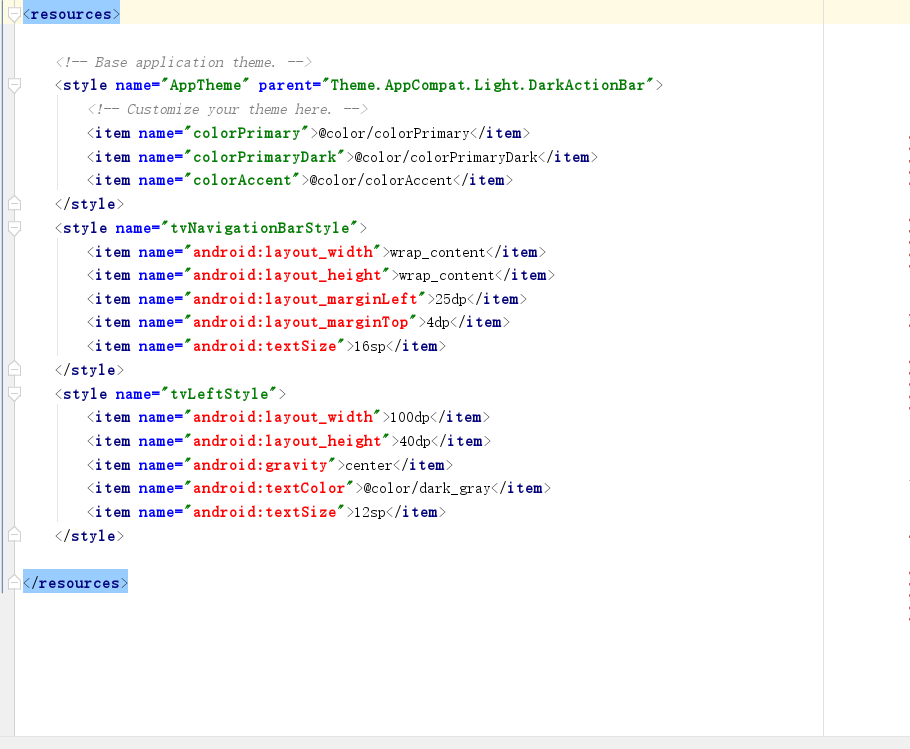 <resources>
<!-- Base application theme. -->
<style name="AppTheme" parent="Theme.AppCompat.Light.DarkActionBar">
<!-- Customize your theme here. -->
<item name="colorPrimary">@color/colorPrimary</item>
<item name="colorPrimaryDark">@color/colorPrimaryDark</item>
<item name="colorAccent">@color/colorAccent</item>
</style>
<style name="tvNavigationBarStyle">
<item name="android:layout_width">wrap_content</item>
<item name="android:layout_height">wrap_content</item>
<item name="android:layout_marginLeft">25dp</item>
<item name="android:layout_marginTop">4dp</item>
<item name="android:textSize">16sp</item>
</style>
<style name="tvLeftStyle">
<item name="android:layout_width">100dp</item>
<item name="android:layout_height">40dp</item>
<item name="android:gravity">center</item>
<item name="android:textColor">@color/dark_gray</item>
<item name="android:textSize">12sp</item>
</style>
</resources>